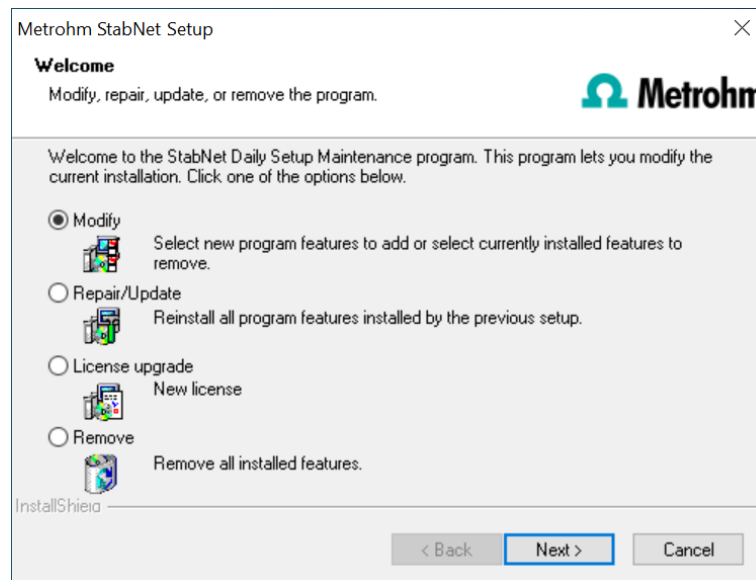 Metrohm StabNet Setup
Welcome
Modify, repair, update, or remove the program.
Metrohm
Welcome to the StabNet Daily Setup Maintenance program. This program lets you modify the
current installation. Click one of the options below.
Modify
Select new program features to add or select currently installed features to
remove.
Repair/Update
Reinstall all program features installed by the previous setup.
License upgrade
New license
Remove
Remove all installed features.
InstallShield
< Back
Next >
Cancel